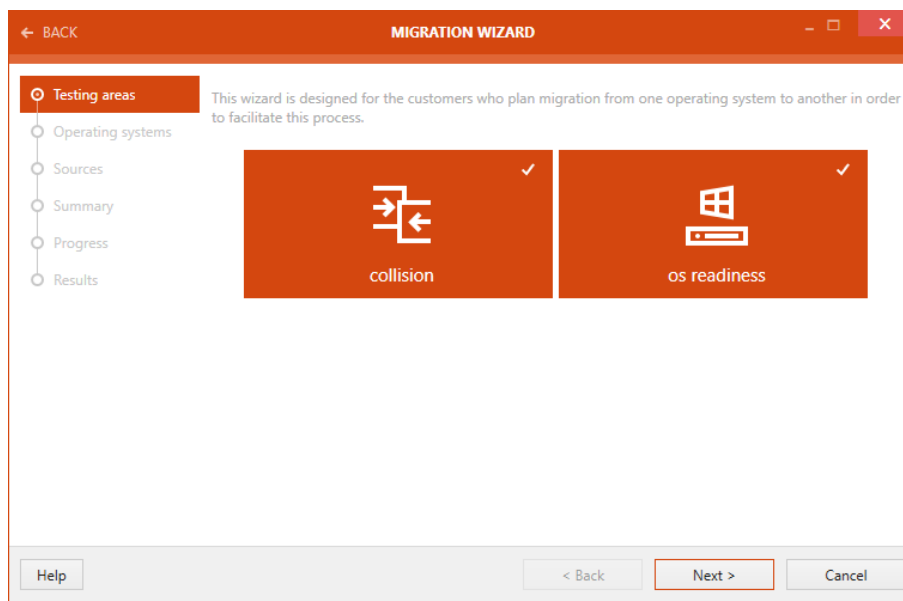 BACK
MIGRATION WIZARD
Testing areas
Operating systems
Sources
Summary
Progress
Results
This wizard is designed for the customers who plan migration from one operating system to another in order
to facilitate this process.
collision
os readiness
Help
< Back
Next >
Cancel